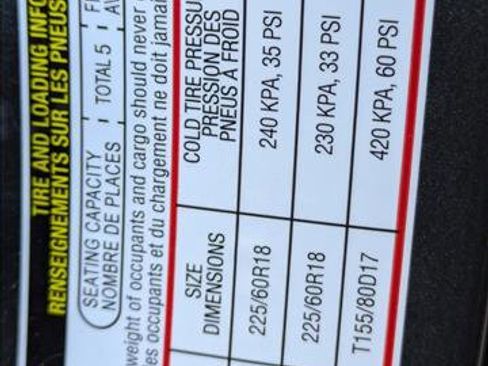 TIRE AND LOADING INFO
RENSEIGNEMENTS SUR LES PNEUS
SEATING CAPACITY
NOMBRE DE PLACES
TOTAL 5
weight of occupants and cargo should never
es occupants et du chargement ne doit jamai
SIZE
DIMENSIONS
COLD TIRE PRESSU
PRESSION DES
PNEUS A FROID
225/60R18 240 KPA, 35 PSI
225/60R18 230 KPA, 33 PSI
T155/80D17 420 KPA, 60 PSI